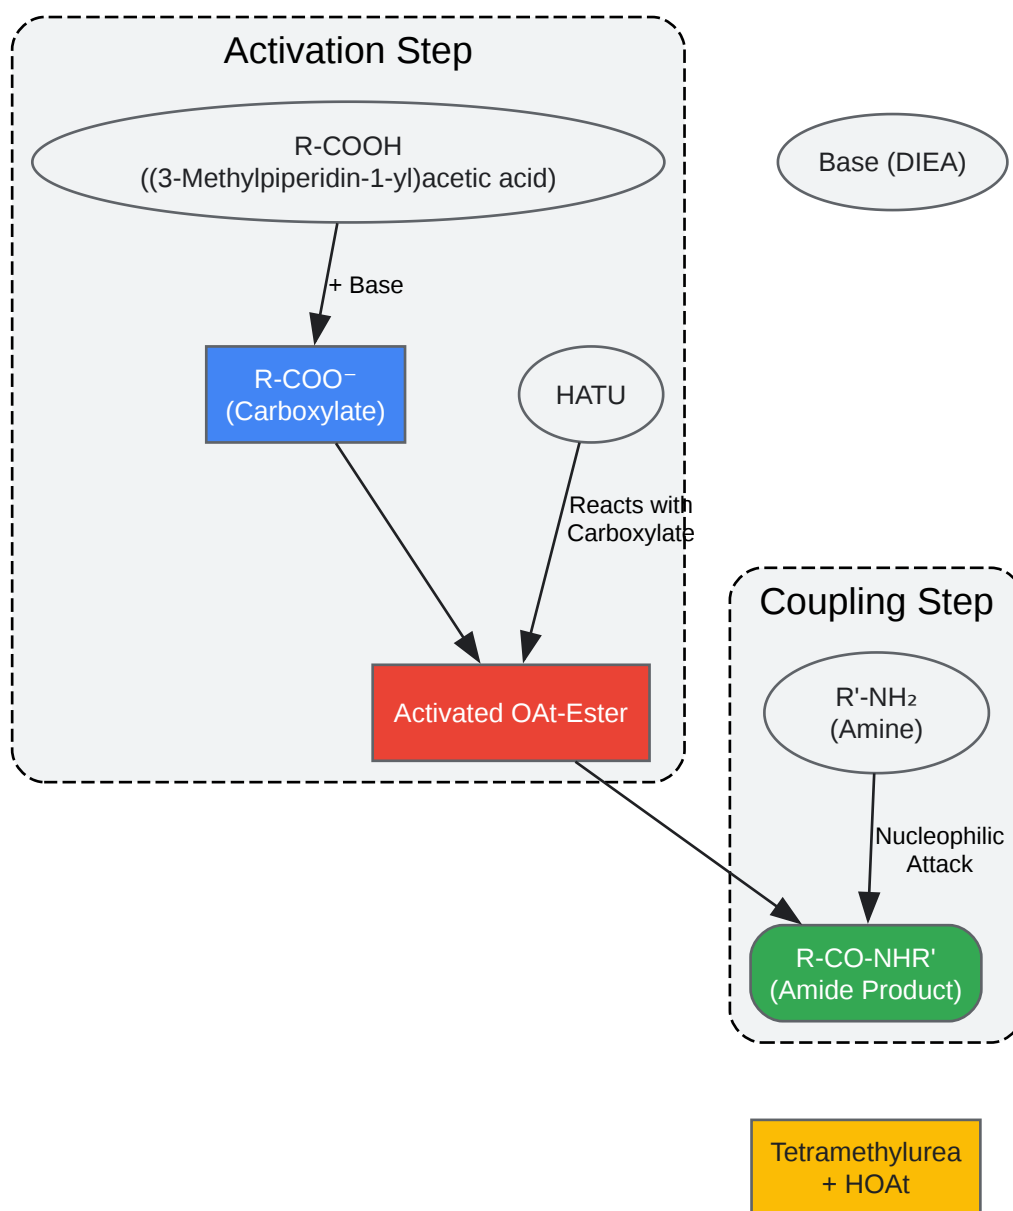 Activation Step
R-COOH
((3-Methylpiperidin-1-yl)acetic acid)
Base (DIEA)
+ Base
R-COO⁻
(Carboxylate)
HATU
Reacts with
Carboxylate
Activated OAt-Ester
Coupling Step
R'-NH₂
(Amine)
Nucleophilic
Attack
R-CO-NHR'
(Amide Product)
Tetramethylurea
+ HOAt